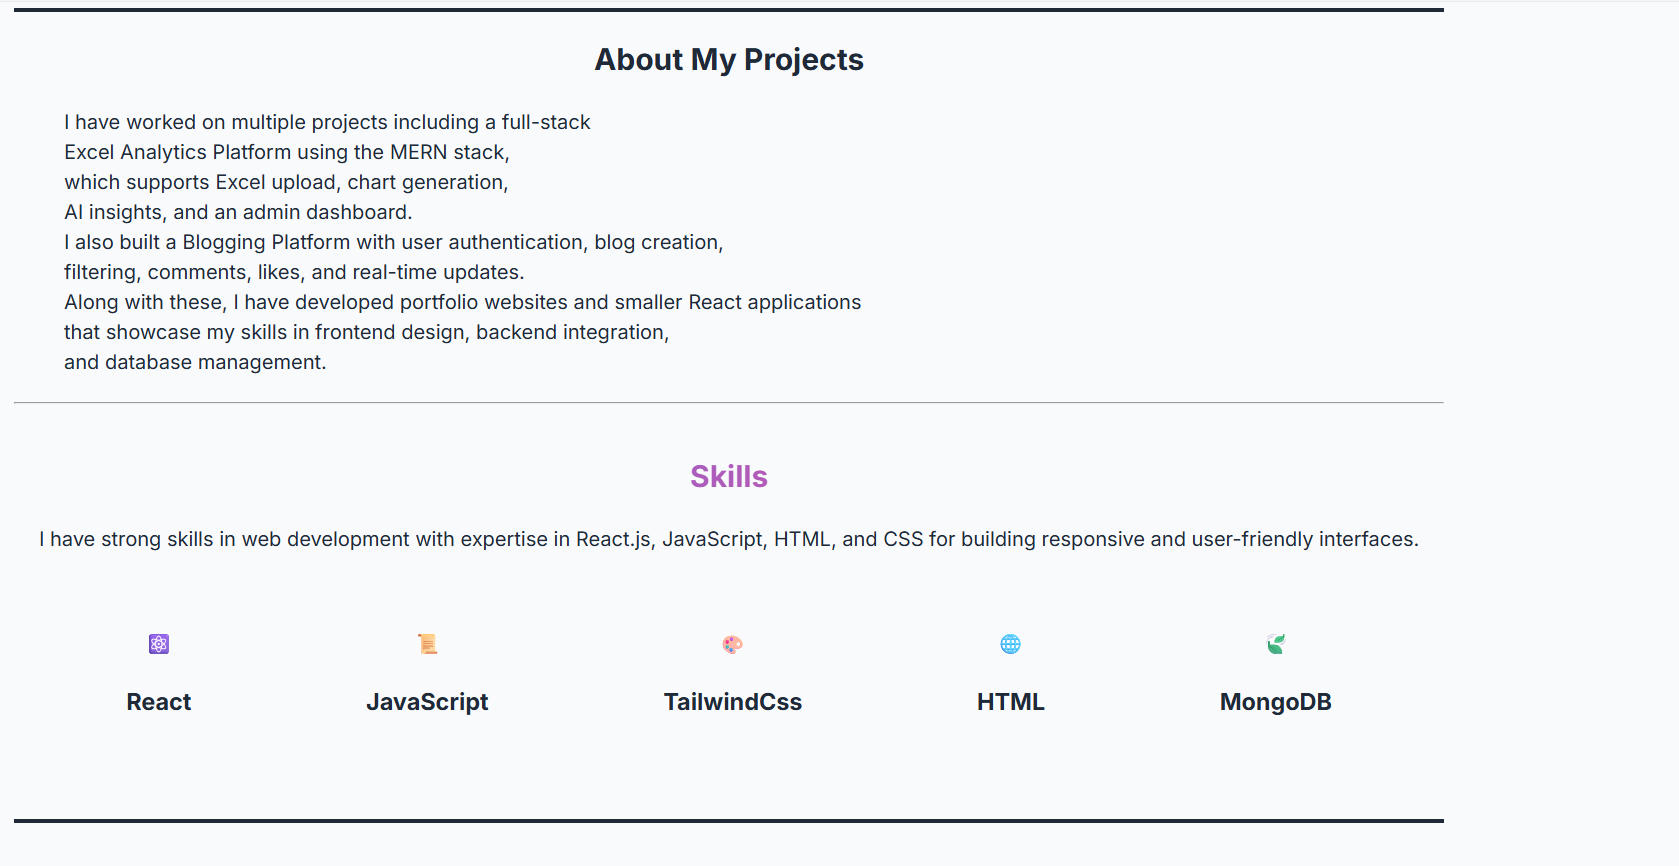 About My Projects
I have worked on multiple projects including a full-stack
Excel Analytics Platform using the MERN stack,
which supports Excel upload, chart generation,
AI insights, and an admin dashboard.
I also built a Blogging Platform with user authentication, blog creation,
filtering, comments, likes, and real-time updates.
Along with these, I have developed portfolio websites and smaller React applications
that showcase my skills in frontend design, backend integration,
and database management.
Skills
I have strong skills in web development with expertise in React.js, JavaScript, HTML, and CSS for building responsive and user-friendly interfaces.
React
JavaScript
TailwindCss
HTML
MongoDB